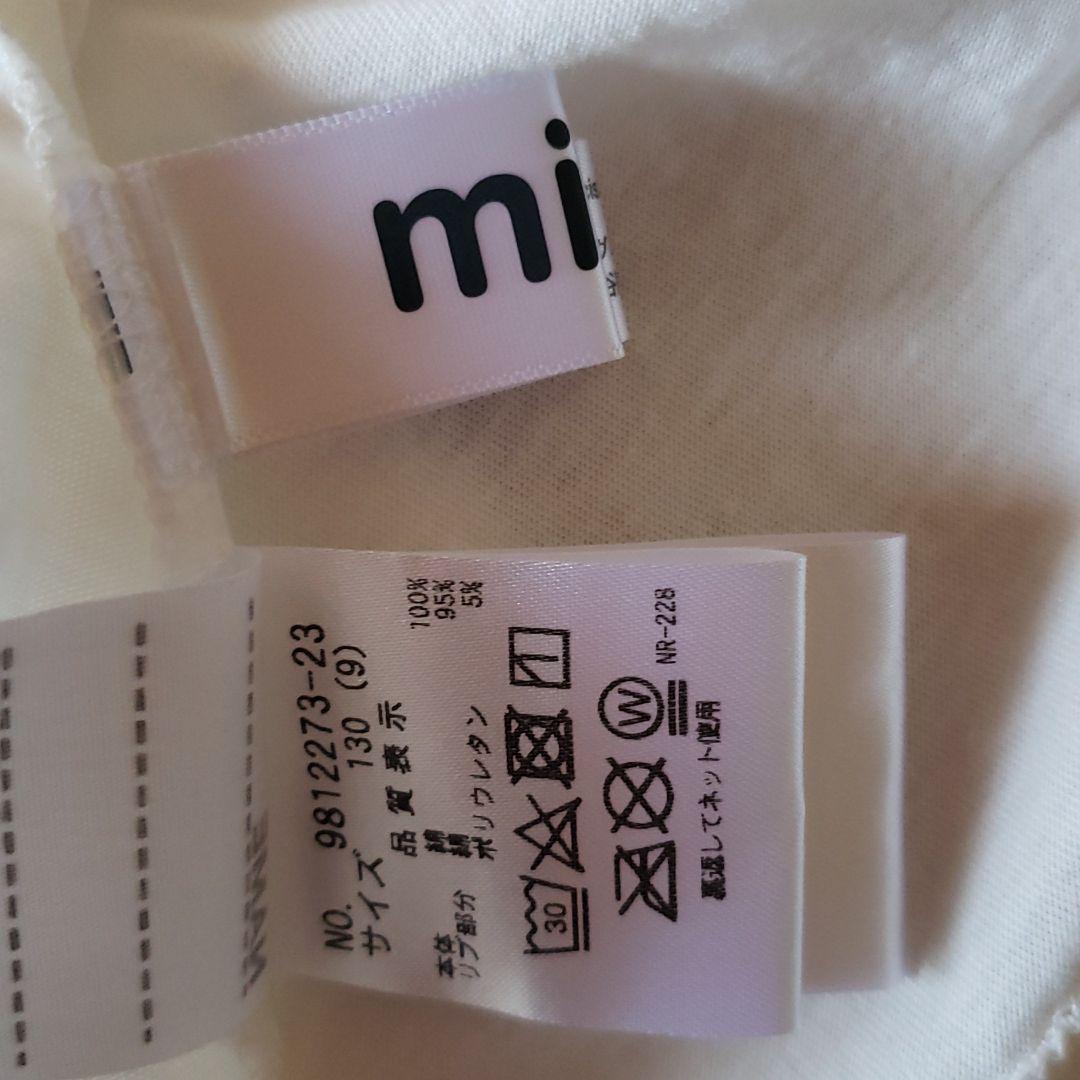 mi
NO. 9812273-23
サイズ 130 (9)
品質表示
本体 綿 100%
リブ部分 綿 95%
ポリウレタン 5%
30
W
裏返してネット使用
NR-228
NAME